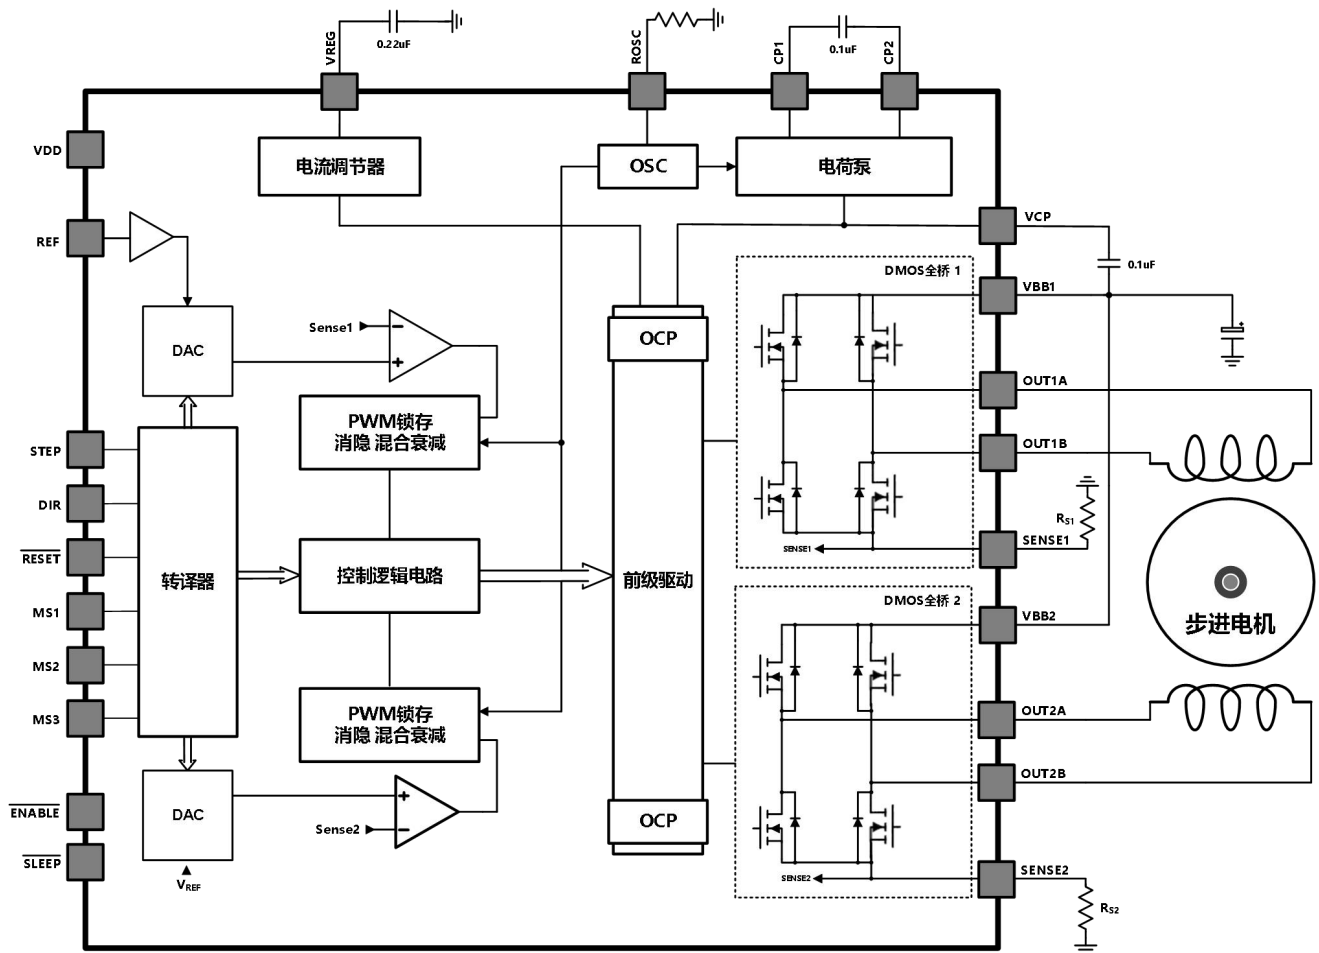 VREG
0.22uF
ROSC
CP1
0.1uF
CP2
VDD
电流调节器
OSC
电荷泵
REF
VCP
0.1uF
DMOS全桥 1
VBB1
DAC
Sense1
OCP
OUT1A
PWM锁存
消隐 混合衰减
STEP
OUT1B
DIR
RS1
SENSE1
SENSE1
RESET
转译器
控制逻辑电路
前级驱动
DMOS全桥 2
MS1
VBB2
步进电机
MS2
MS3
PWM锁存
消隐 混合衰减
OUT2A
OUT2B
ENABLE
DAC
Sense2
OCP
SLEEP
VREF
SENSE2
SENSE2
RS2